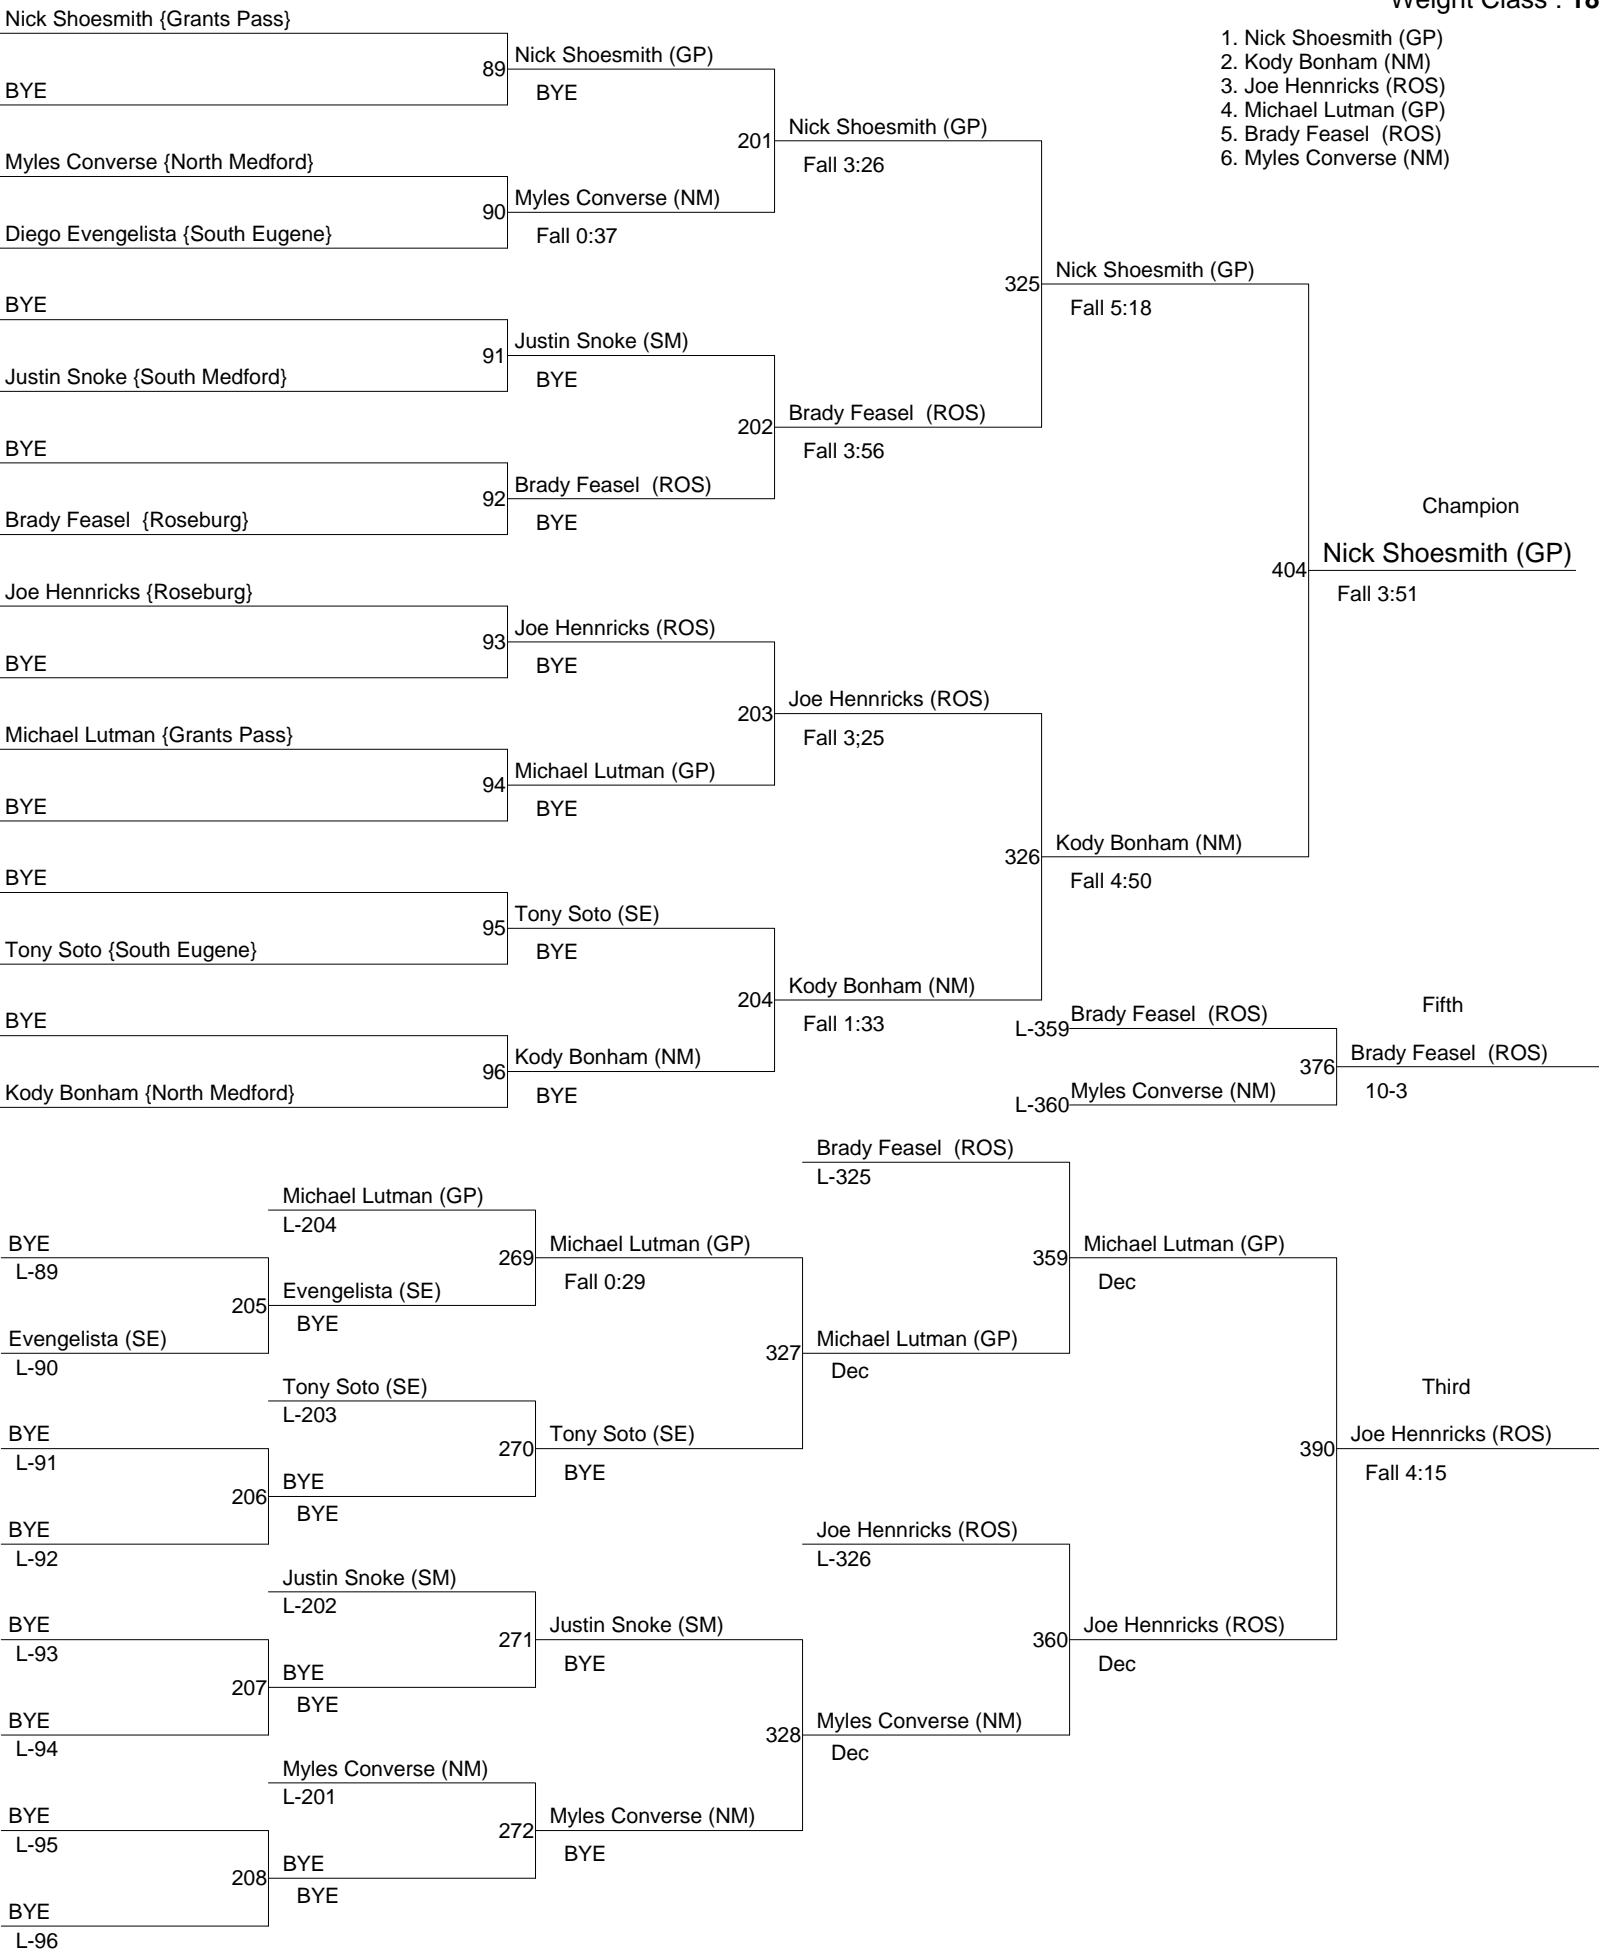 Weight Class : 18
1. Nick Shoesmith (GP)
2. Kody Bonham (NM)
3. Joe Hennricks (ROS)
4. Michael Lutman (GP)
5. Brady Feasel  (ROS)
6. Myles Converse (NM)
Nick Shoesmith {Grants Pass}
BYE
Myles Converse {North Medford}
Diego Evengelista {South Eugene}
BYE
Justin Snoke {South Medford}
BYE
Brady Feasel  {Roseburg}
Joe Hennricks {Roseburg}
BYE
Michael Lutman {Grants Pass}
BYE
BYE
Tony Soto {South Eugene}
BYE
Kody Bonham {North Medford}
89 Nick Shoesmith (GP)
BYE
90 Myles Converse (NM)
Fall 0:37
91 Justin Snoke (SM)
BYE
92 Brady Feasel  (ROS)
BYE
93 Joe Hennricks (ROS)
BYE
94 Michael Lutman (GP)
BYE
95 Tony Soto (SE)
BYE
96 Kody Bonham (NM)
BYE
201 Nick Shoesmith (GP)
Fall 3:26
202 Brady Feasel  (ROS)
Fall 3:56
203 Joe Hennricks (ROS)
Fall 3;25
204 Kody Bonham (NM)
Fall 1:33
325 Nick Shoesmith (GP)
Fall 5:18
326 Kody Bonham (NM)
Fall 4:50
Champion
404 Nick Shoesmith (GP)
Fall 3:51
L-359 Brady Feasel  (ROS)
L-360 Myles Converse (NM)
Fifth
376 Brady Feasel  (ROS)
10-3
BYE
L-89
Evengelista (SE)
L-90
BYE
L-91
BYE
L-92
BYE
L-93
BYE
L-94
BYE
L-95
BYE
L-96
Michael Lutman (GP)
L-204
205 Evengelista (SE)
BYE
Tony Soto (SE)
L-203
206 BYE
BYE
Justin Snoke (SM)
L-202
207 BYE
BYE
Myles Converse (NM)
L-201
208 BYE
BYE
269 Michael Lutman (GP)
Fall 0:29
270 Tony Soto (SE)
BYE
271 Justin Snoke (SM)
BYE
272 Myles Converse (NM)
BYE
Brady Feasel  (ROS)
L-325
327 Michael Lutman (GP)
Dec
Joe Hennricks (ROS)
L-326
328 Myles Converse (NM)
Dec
359 Michael Lutman (GP)
Dec
360 Joe Hennricks (ROS)
Dec
Third
390 Joe Hennricks (ROS)
Fall 4:15